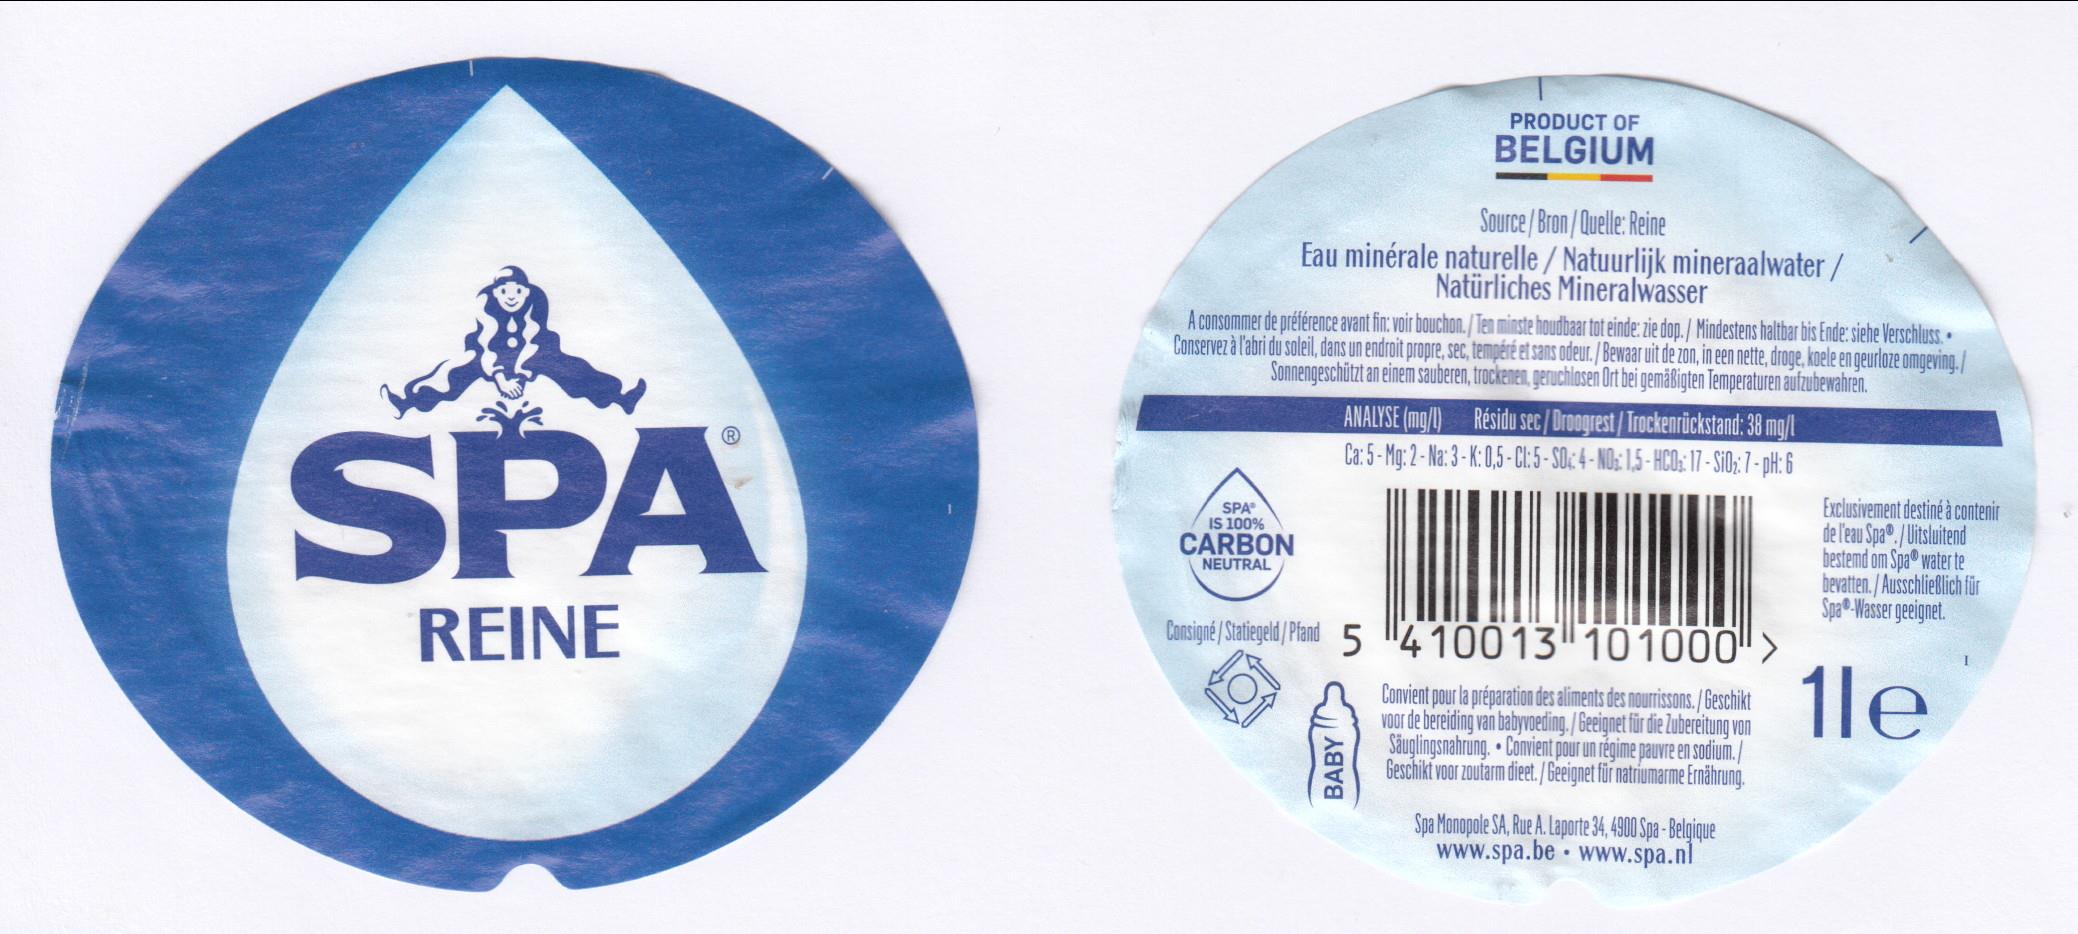 SPA®
REINE
PRODUCT OF
BELGIUM
Source / Bron / Quelle: Reine
Eau minérale naturelle / Natuurlijk mineraalwater /
Natürliches Mineralwasser
A consommer de préférence avant fin: voir bouchon. / Ten minste houdbaar tot einde: zie dop. / Mindestens haltbar bis Ende: siehe Verschluss. •
Conservez à l'abri du soleil, dans un endroit propre, sec, tempéré et sans odeur. / Bewaar uit de zon, in een nette, droge, koele en geurloze omgeving. /
Sonnengeschützt an einem sauberen, trockenen, geruchlosen Ort bei gemäßigten Temperaturen aufzubewahren.
ANALYSE (mg/l) Résidu sec / Droogrest / Trockenrückstand: 38 mg/l
Ca: 5 - Mg: 2 - Na: 3 - K: 0,5 - Cl: 5 - SO₄: 4 - NO₃: 1,5 - HCO₃: 17 - SiO₂: 7 - pH: 6
SPA®
IS 100%
CARBON
NEUTRAL
Consigné / Statiegeld / Pfand
5 410013 101000 >
Exclusivement destiné à contenir
de l'eau Spa®. / Uitsluitend
bestemd om Spa® water te
bevatten. / Ausschließlich für
Spa®-Wasser geeignet.
I
1l e
BABY
Convient pour la préparation des aliments des nourrissons. / Geschikt
voor de bereiding van babyvoeding. / Geeignet für die Zubereitung von
Säuglingsnahrung. • Convient pour un régime pauvre en sodium. /
Geschikt voor zoutarm dieet. / Geeignet für natriumarme Ernährung.
Spa Monopole SA, Rue A. Laporte 34, 4900 Spa - Belgique
www.spa.be • www.spa.nl